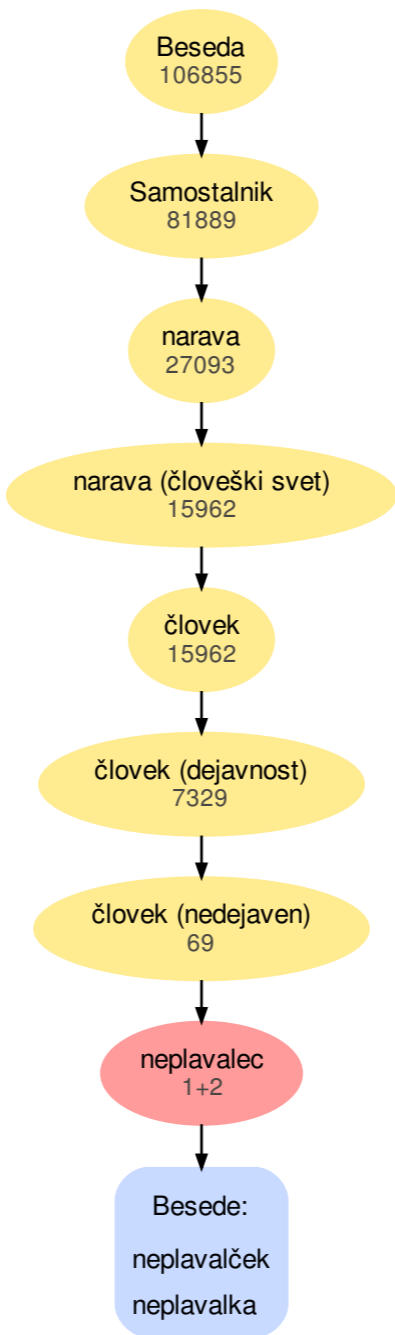 Beseda
106855
Samostalnik
81889
narava
27093
narava (človeški svet)
15962
človek
15962
človek (dejavnost)
7329
človek (nedejaven)
69
neplavalec
1+2
Besede:
neplavalček
neplavalka